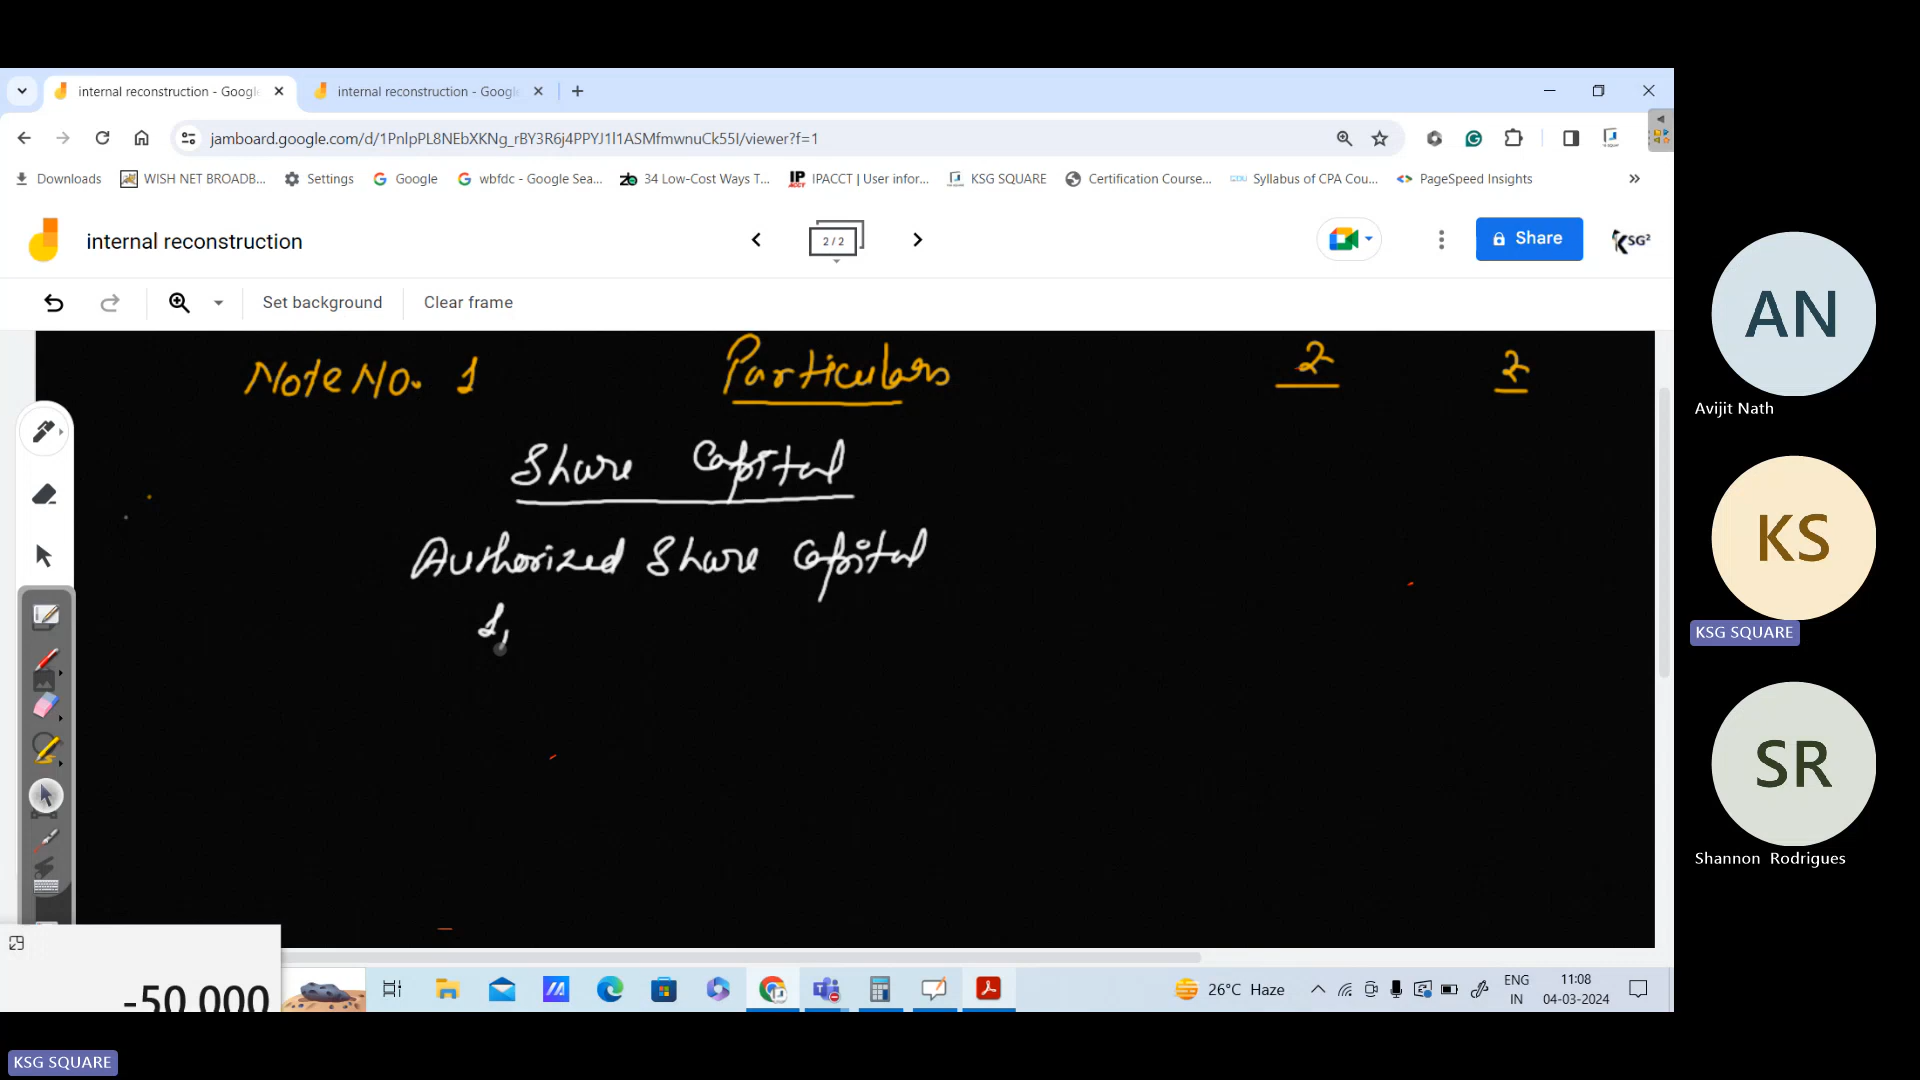 internal reconstruction - Google
internal reconstruction - Google
jamboard.google.com/d/1PnlpPL8NEbXKNg_rBY3R6j4PPYJ1l1ASMfmwnuCk55I/viewer?f=1
Downloads WISH NET BROADB... Settings Google wbfdc - Google Sea... 34 Low-Cost Ways T... IPACCT | User infor... KSG SQUARE Certification Course... Syllabus of CPA Cou... PageSpeed Insights
internal reconstruction
2 / 2
Share
KSG²
Set background
Clear frame
Note No. 1 Particulars
Share Capital
Authorized Share Capital
1,
AN
Avijit Nath
KS
KSG SQUARE
SR
Shannon Rodrigues
-50,000
26°C Haze
ENG
IN
11:08
04-03-2024
KSG SQUARE